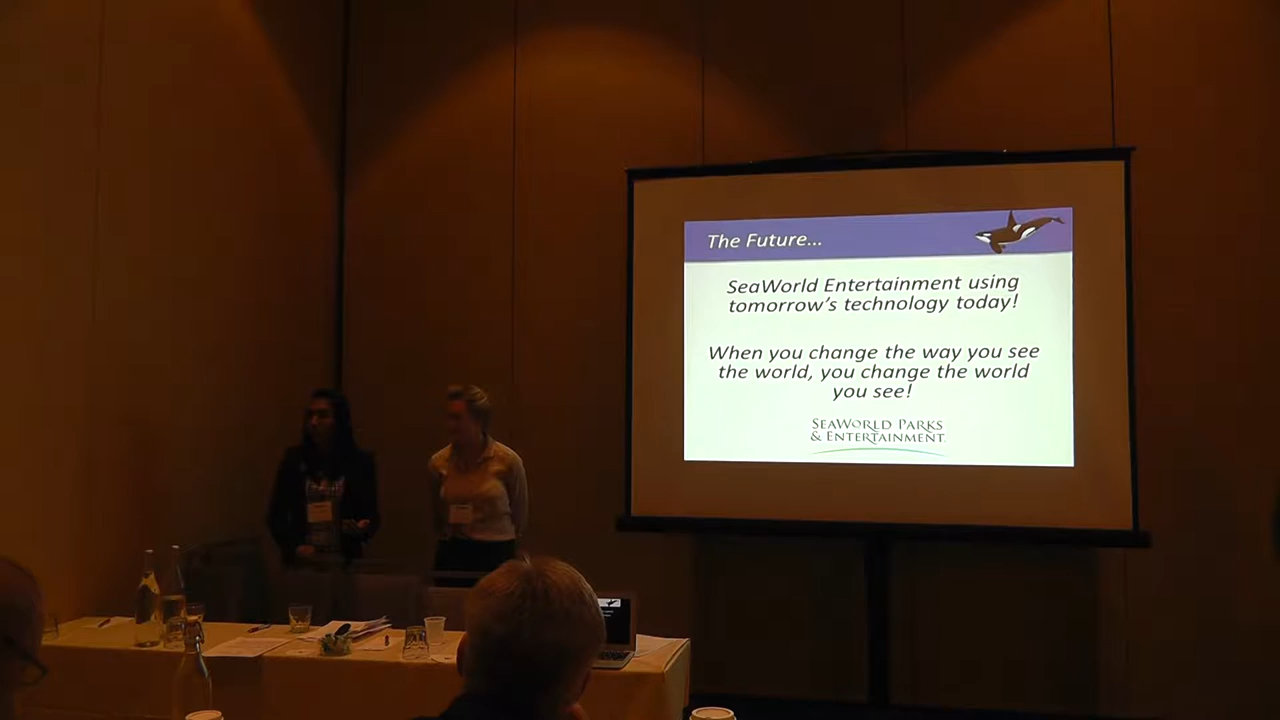 The Future...
SeaWorld Entertainment using
tomorrow's technology today!
When you change the way you see
the world, you change the world
you see!
SEAWORLD PARKS
& ENTERTAINMENT